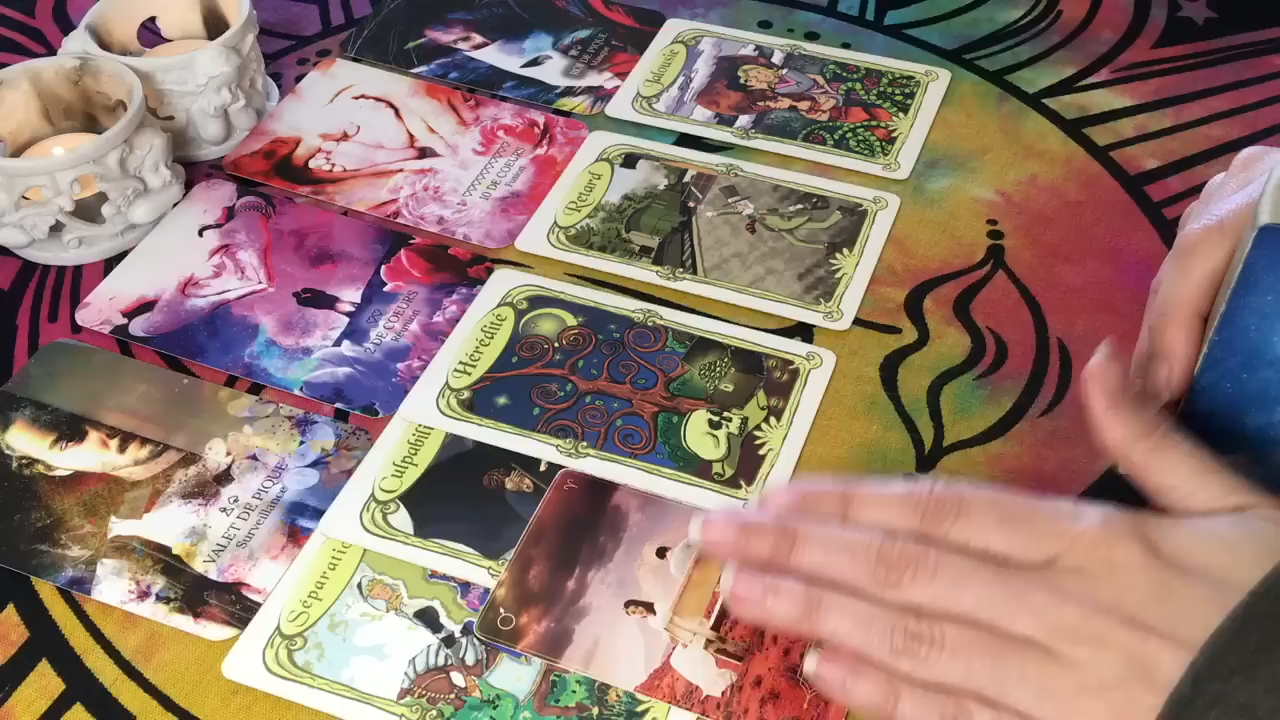 ROI DE PIQUE
Jalousie
10 DE COEURS
Fusion
Retard
2 DE COEURS
Réunion
Hérédité
VALET DE PIQUE
Surveillance
Culpabili
Séparatio